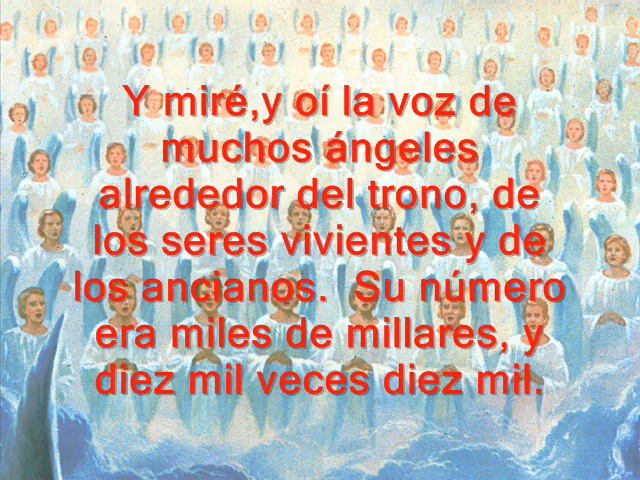 Y miré,y oí la voz de
muchos ángeles
alrededor del trono, de
los seres vivientes y de
los ancianos.  Su número
era miles de millares, y
diez mil veces diez mil.